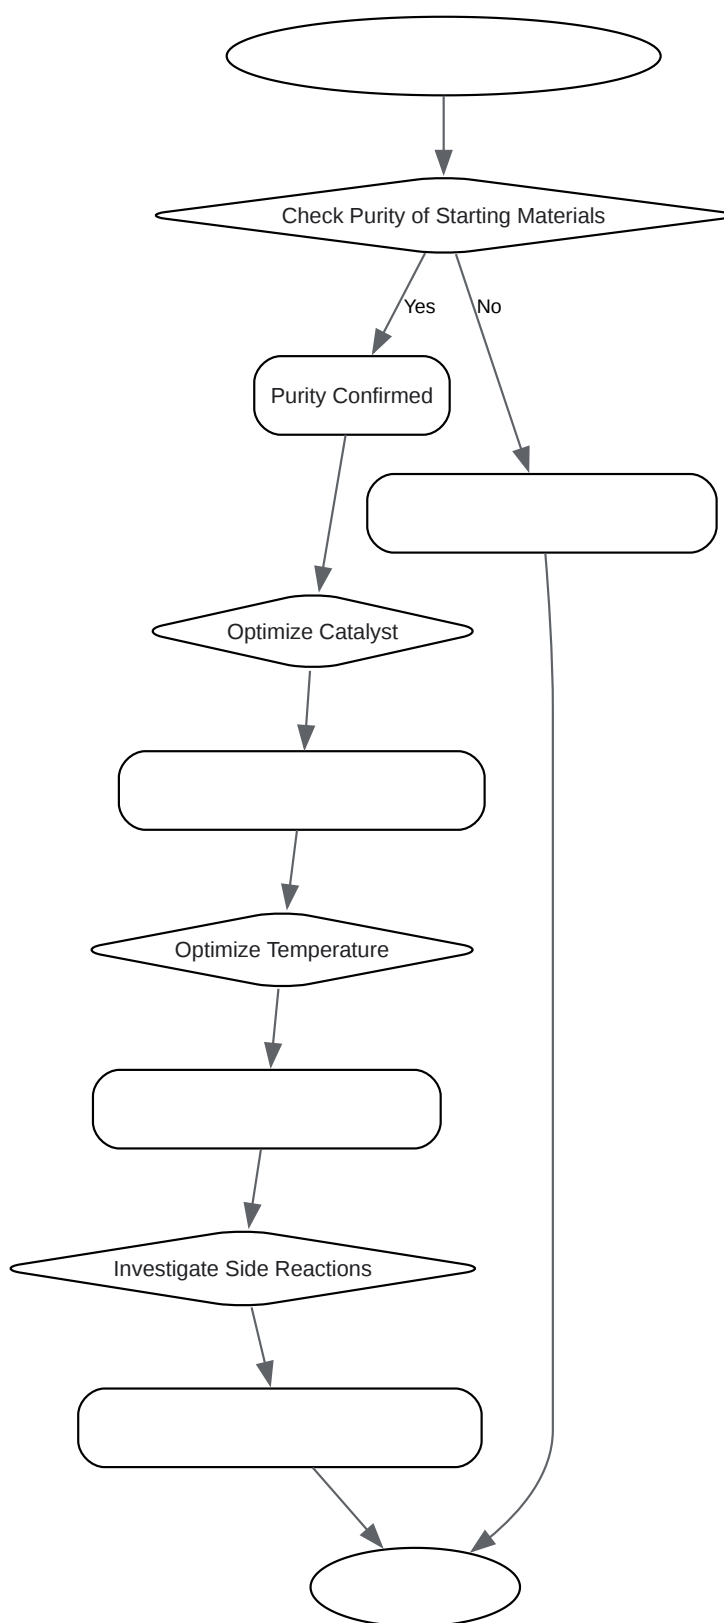 Check Purity of Starting Materials
Yes
No
Purity Confirmed
Optimize Catalyst
Optimize Temperature
Investigate Side Reactions